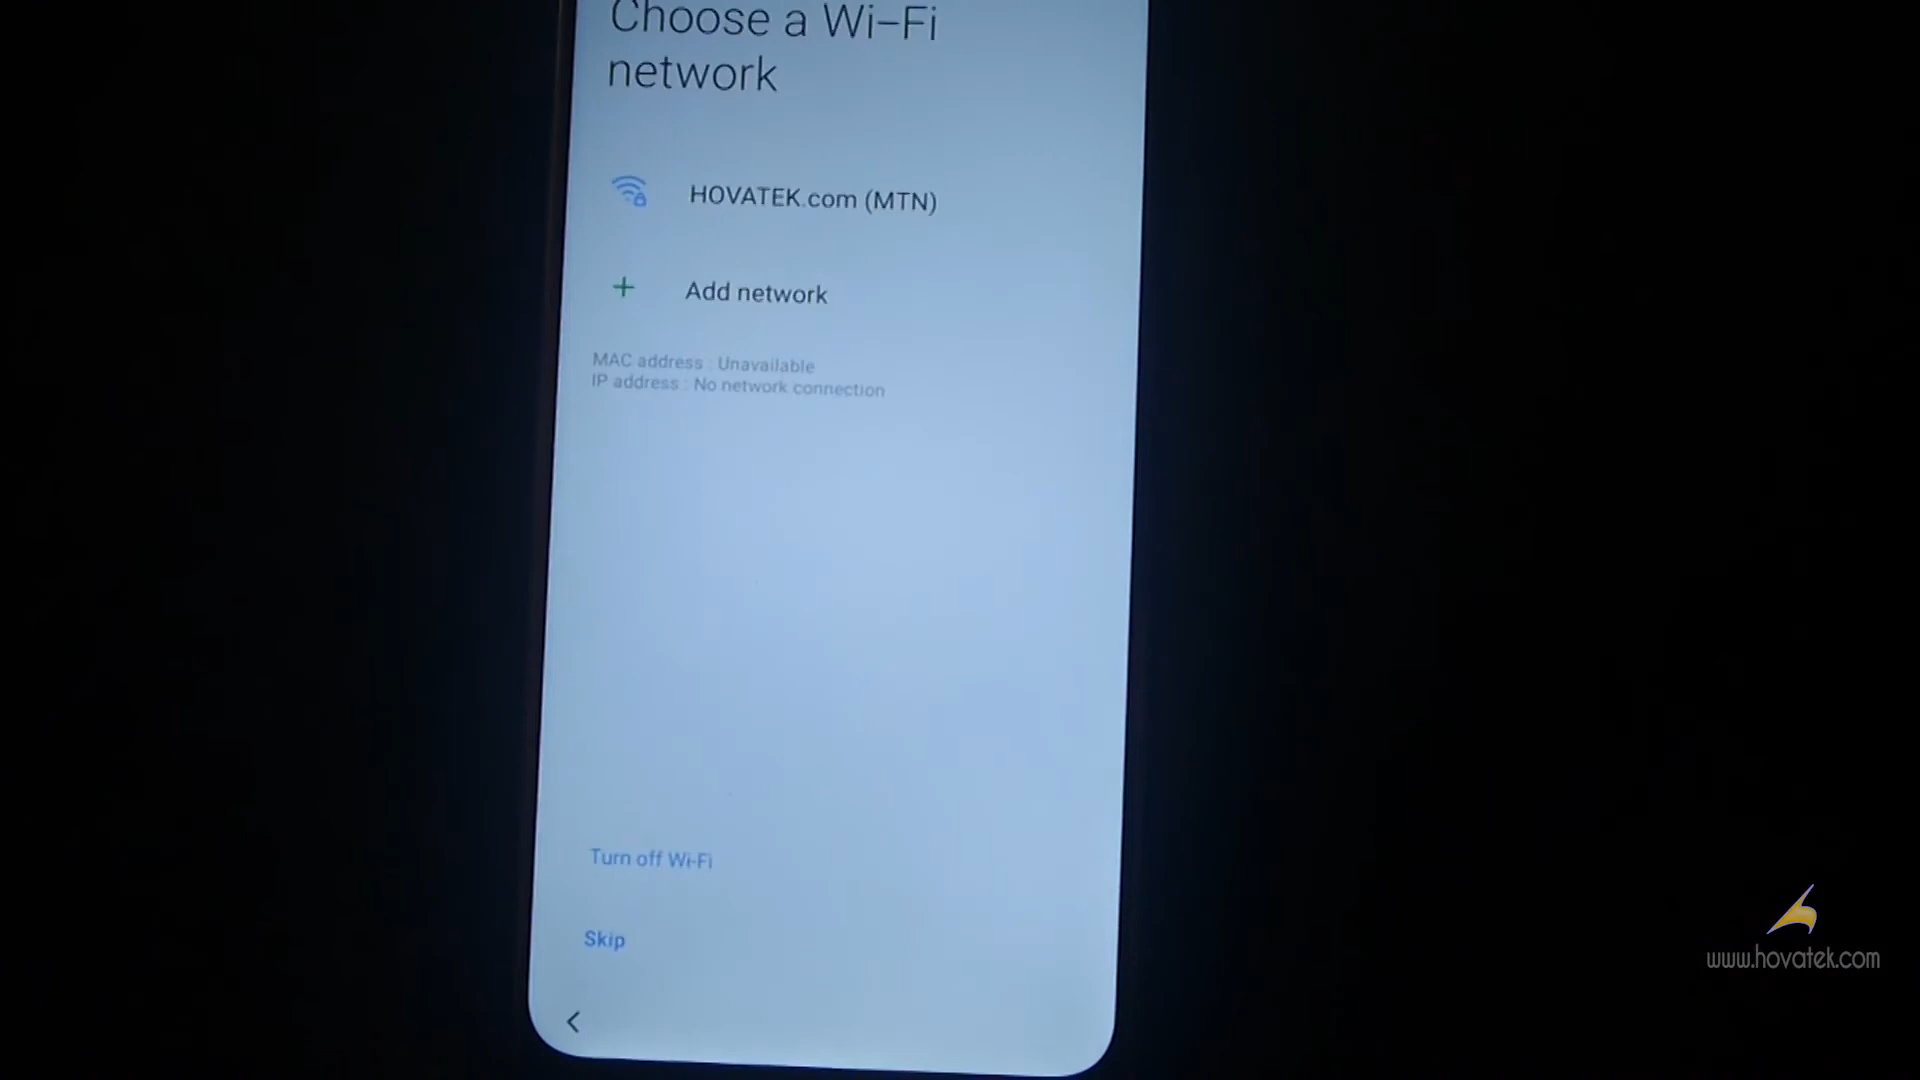 Choose a Wi-Fi
network
HOVATEK.com (MTN)
Add network
MAC address : Unavailable
IP address : No network connection
Turn off Wi-Fi
Skip
www.hovatek.com